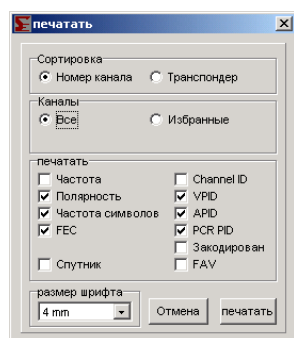 печатать
Сортировка
Номер канала Транспондер
Каналы
Все Избранные
печатать
Частота Channel ID
Полярность VPID
Частота символов APID
FEC PCR PID
Закодирован
Спутник FAV
размер шрифта
4 mm Отмена печатать